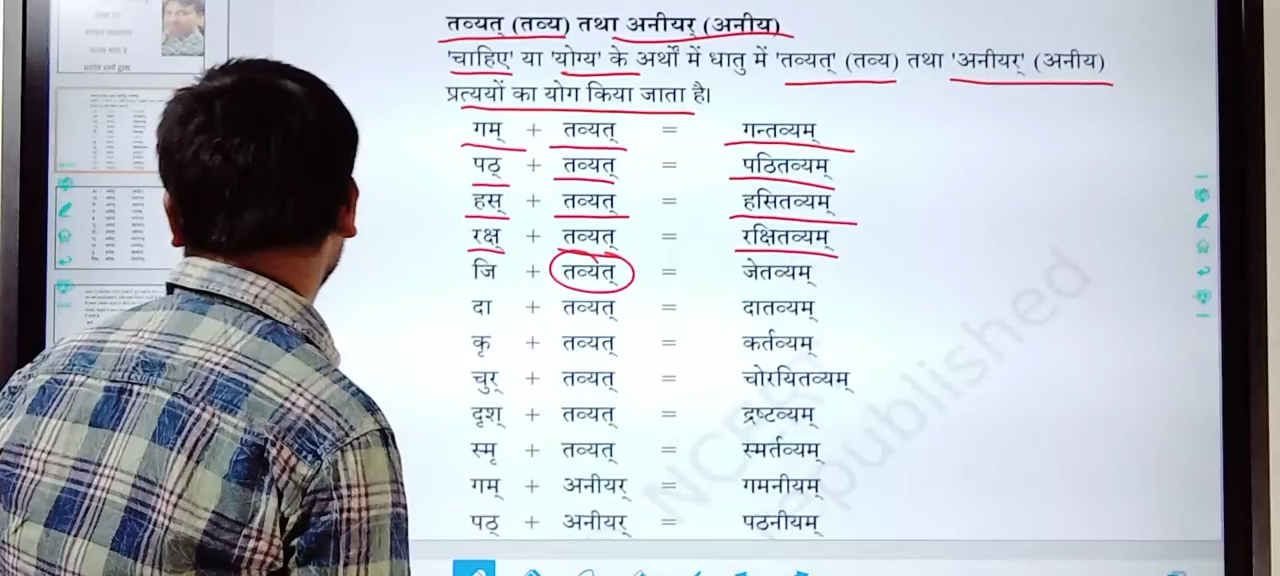 तव्यत् (तव्य) तथा अनीयर् (अनीय)
'चाहिए' या 'योग्य' के अर्थों में धातु में 'तव्यत्' (तव्य) तथा 'अनीयर्' (अनीय)
प्रत्ययों का योग किया जाता है।
गम् + तव्यत् = गन्तव्यम्
पठ् + तव्यत् = पठितव्यम्
हस् + तव्यत् = हसितव्यम्
रक्ष् + तव्यत् = रक्षितव्यम्
जि + तव्यत् = जेतव्यम्
दा + तव्यत् = दातव्यम्
कृ + तव्यत् = कर्तव्यम्
चुर् + तव्यत् = चोरयितव्यम्
दृश् + तव्यत् = द्रष्टव्यम्
स्मृ + तव्यत् = स्मर्तव्यम्
गम् + अनीयर् = गमनीयम्
पठ् + अनीयर् = पठनीयम्
republished